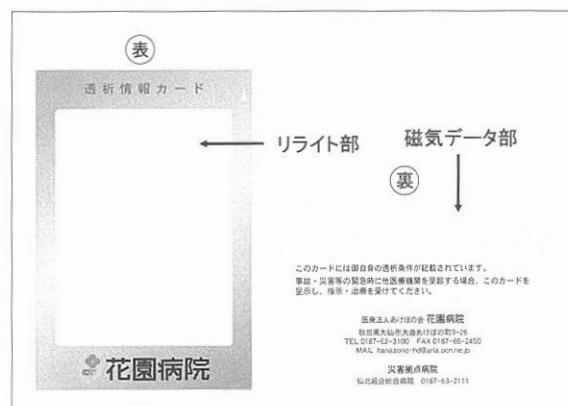 表
透析情報カード
リライト部
磁気データ部
裏
このカードには御自身の透析条件が記載されています。
事故・災害等の緊急時に他医療機関を受診する場合、このカードを
呈示し、指示・治療を受けてください。
医療法人あけぼの会 花園病院
秋田県大仙市大曲あけぼの町9-26
TEL 0187-63-3100 FAX 0187-66-2450
MAIL hanazono-hd@aria.ocn.ne.jp
災害拠点病院
仙北組合総合病院 0187-63-2111
花園病院